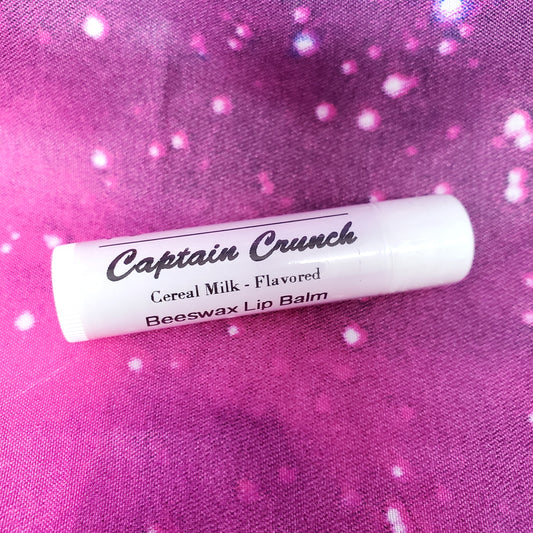 Captain Crunch
Cereal Milk - Flavored
Beeswax Lip Balm